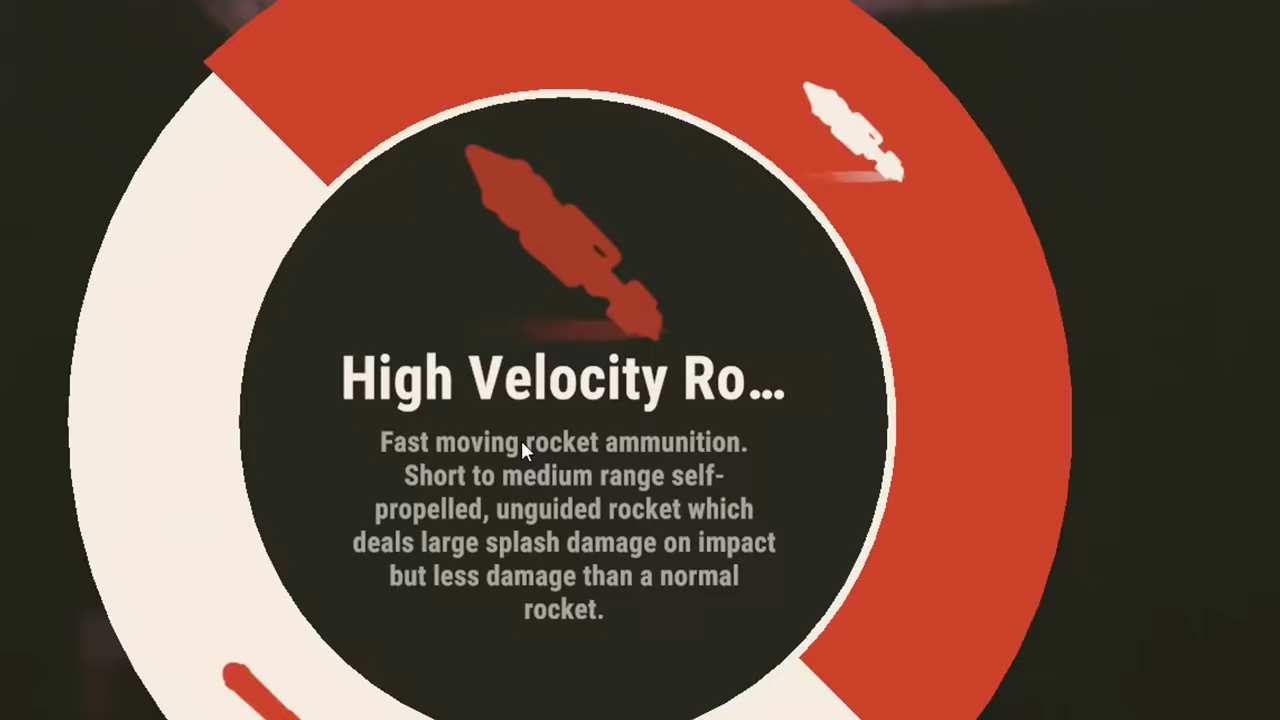 High Velocity Ro...
Fast moving rocket ammunition.
Short to medium range self-
propelled, unguided rocket which
deals large splash damage on impact
but less damage than a normal
rocket.